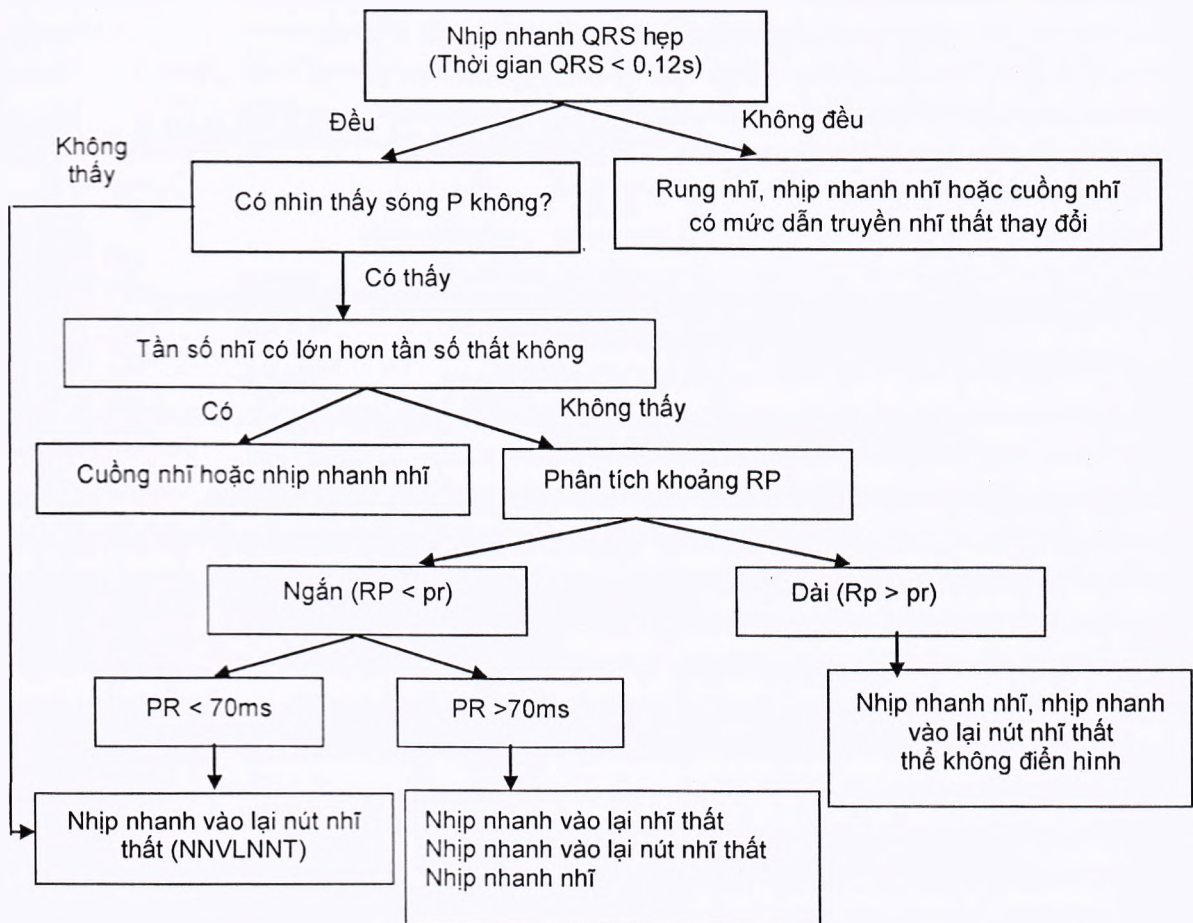 Nhịp nhanh QRS hẹp
(Thời gian QRS < 0,12s)
Đều
Không đều
Không
thấy
Có nhìn thấy sóng P không?
Rung nhĩ, nhịp nhanh nhĩ hoặc cuồng nhĩ
có mức dẫn truyền nhĩ thất thay đổi
Có thấy
Tần số nhĩ có lớn hơn tần số thất không
Có
Không thấy
Cuồng nhĩ hoặc nhịp nhanh nhĩ
Phân tích khoảng RP
Ngắn (RP < pr)
Dài (Rp > pr)
PR < 70ms
PR >70ms
Nhịp nhanh nhĩ, nhịp nhanh
vào lại nút nhĩ thất
thể không điển hình
Nhịp nhanh vào lại nút nhĩ
thất (NNVLNNT)
Nhịp nhanh vào lại nhĩ thất
Nhịp nhanh vào lại nút nhĩ thất
Nhịp nhanh nhĩ